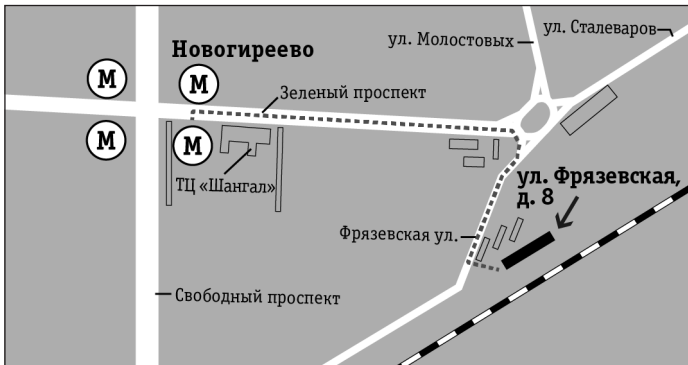 ул. Молостовых
ул. Сталеваров
Новогиреево
М
М
Зеленый проспект
М
М
ТЦ «Шангал»
ул. Фрязевская,
д. 8
Фрязевская ул.
Свободный проспект